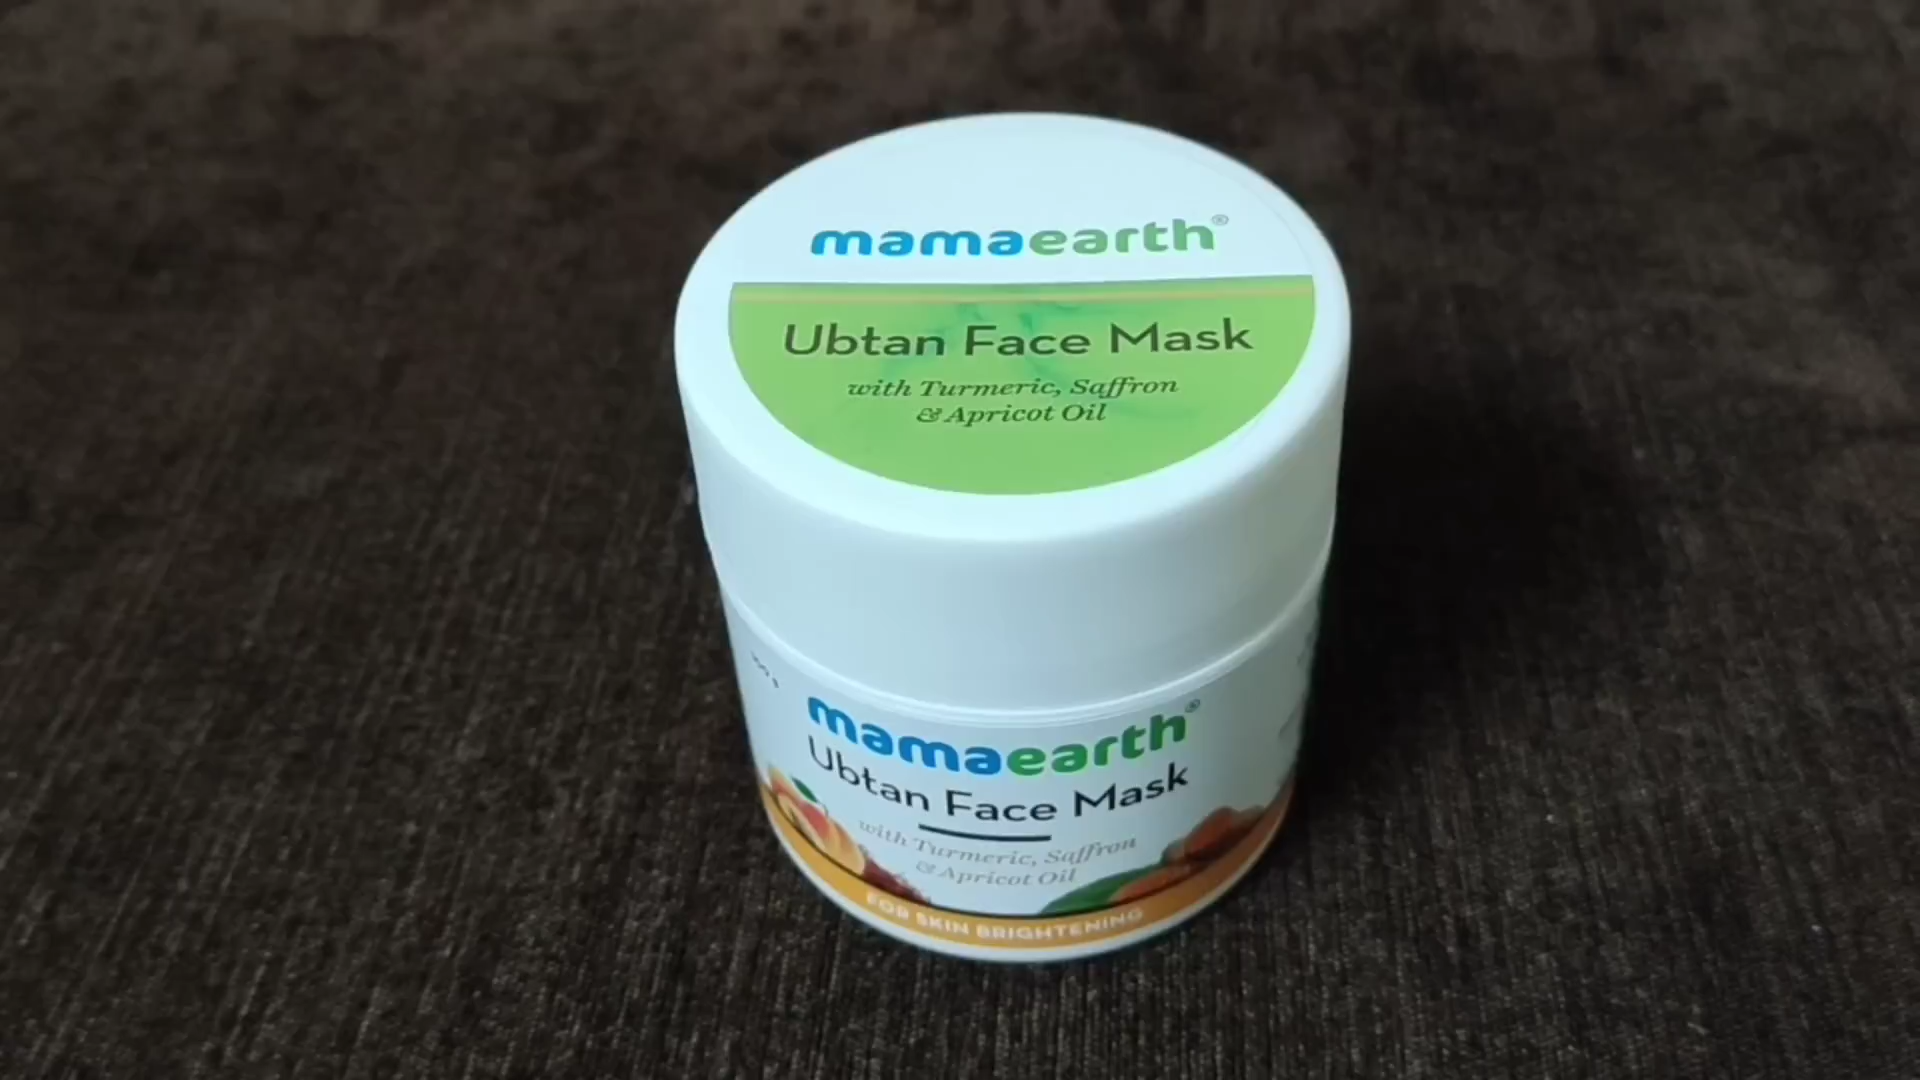 mamaearth®
Ubtan Face Mask
with Turmeric, Saffron
& Apricot Oil
mamaearth®
Ubtan Face Mask
with Turmeric, Saffron
& Apricot Oil
FOR SKIN BRIGHTENING